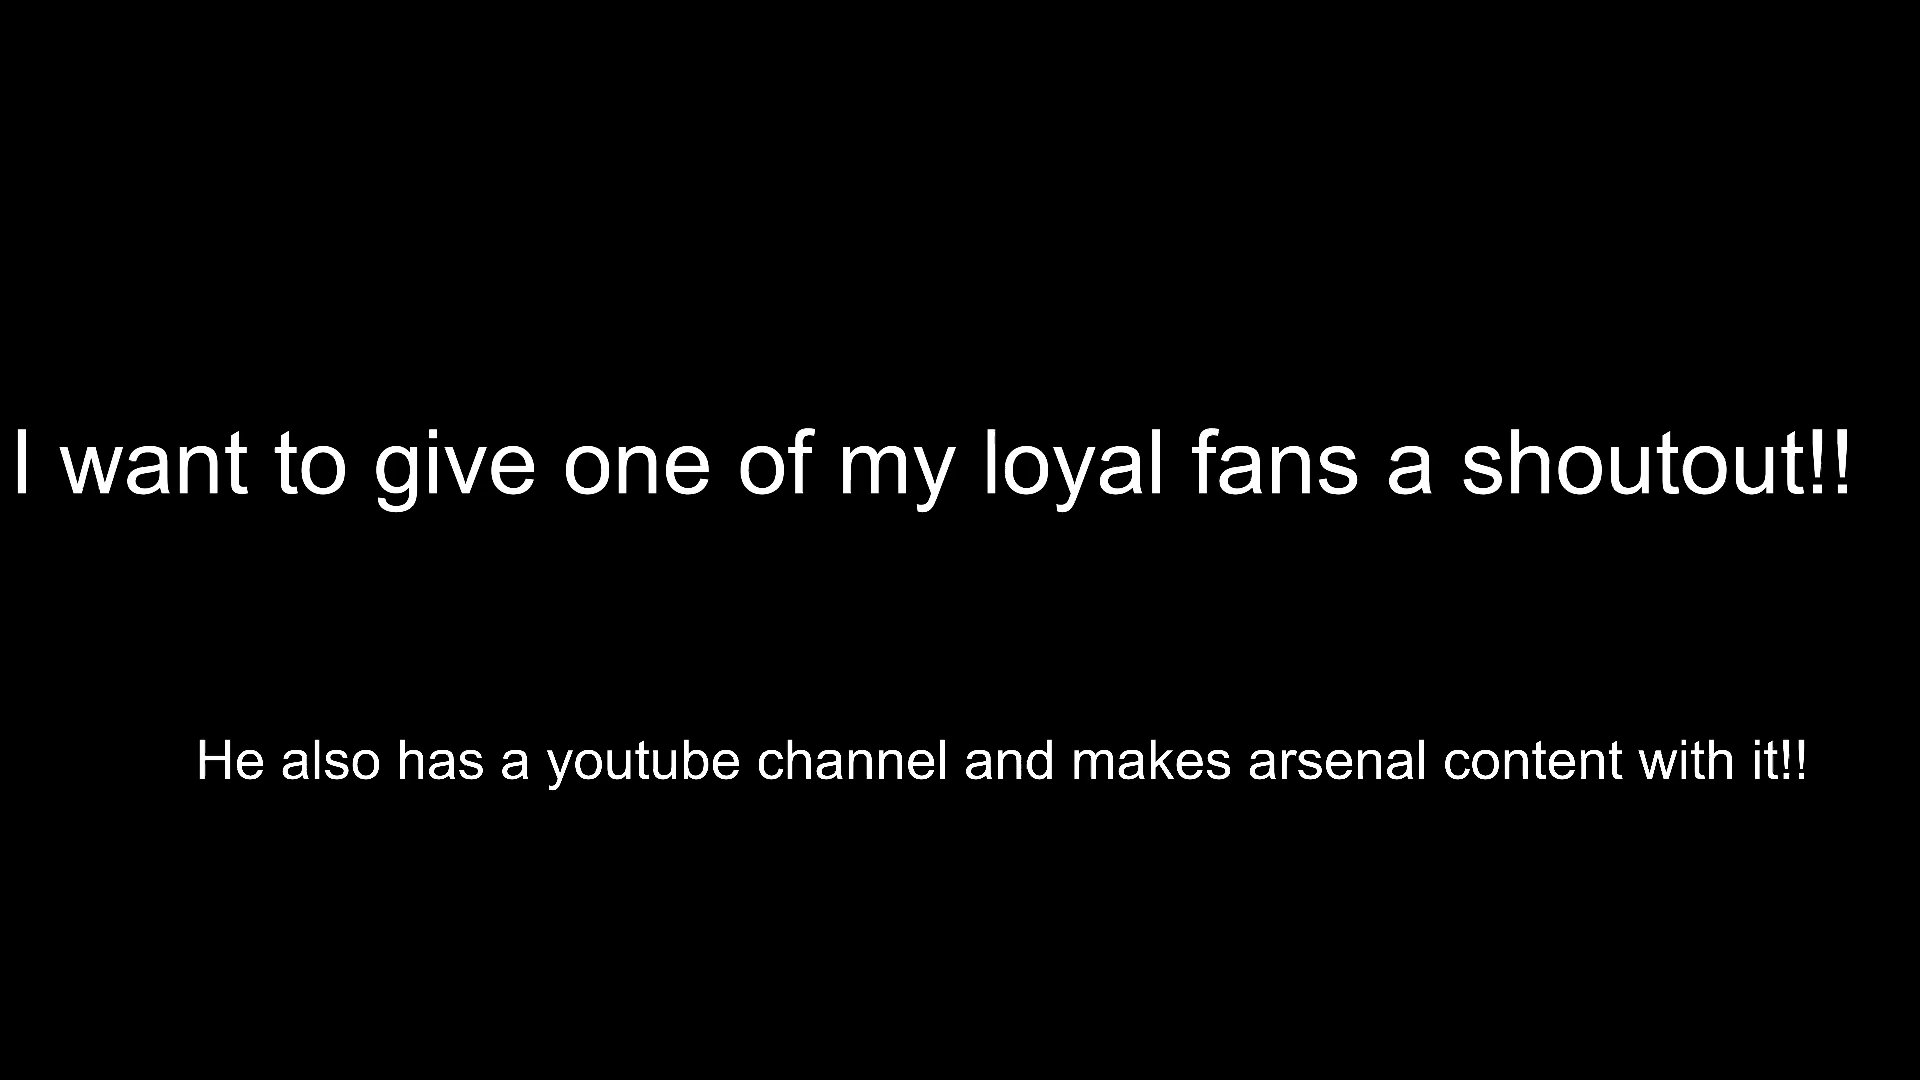 I want to give one of my loyal fans a shoutout!!
He also has a youtube channel and makes arsenal content with it!!